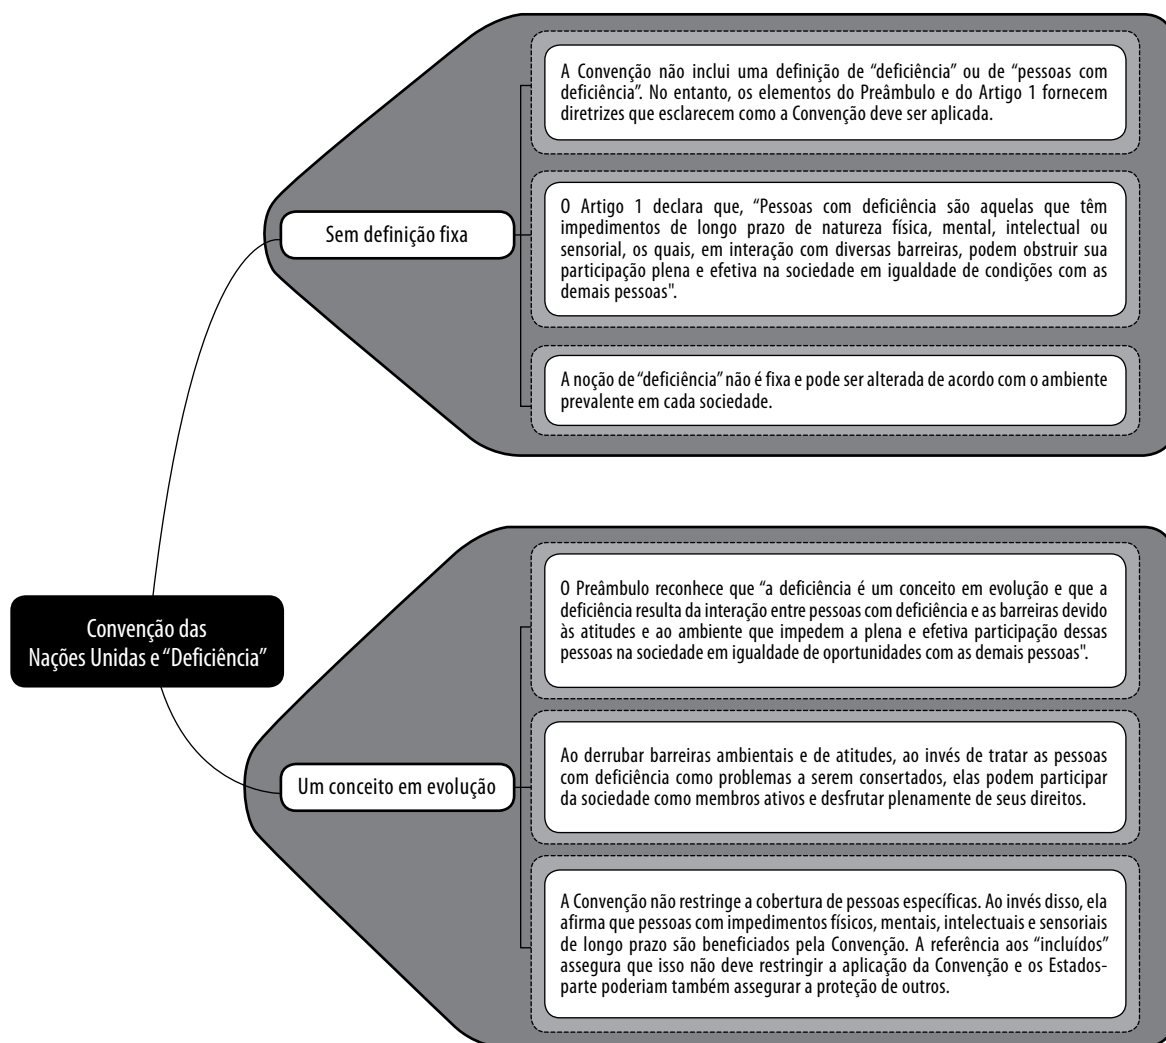 A Convenção não inclui uma definição de “deficiência” ou de “pessoas com
deficiência”. No entanto, os elementos do Preâmbulo e do Artigo 1 fornecem
diretrizes que esclarecem como a Convenção deve ser aplicada.
Sem definição fixa
O Artigo 1 declara que, “Pessoas com deficiência são aquelas que têm
impedimentos de longo prazo de natureza física, mental, intelectual ou
sensorial, os quais, em interação com diversas barreiras, podem obstruir sua
participação plena e efetiva na sociedade em igualdade de condições com as
demais pessoas".
A noção de “deficiência” não é fixa e pode ser alterada de acordo com o ambiente
prevalente em cada sociedade.
Convenção das
Nações Unidas e “Deficiência”
O Preâmbulo reconhece que “a deficiência é um conceito em evolução e que a
deficiência resulta da interação entre pessoas com deficiência e as barreiras devido
às atitudes e ao ambiente que impedem a plena e efetiva participação dessas
pessoas na sociedade em igualdade de oportunidades com as demais pessoas".
Um conceito em evolução
Ao derrubar barreiras ambientais e de atitudes, ao invés de tratar as pessoas
com deficiência como problemas a serem consertados, elas podem participar
da sociedade como membros ativos e desfrutar plenamente de seus direitos.
A Convenção não restringe a cobertura de pessoas específicas. Ao invés disso, ela
afirma que pessoas com impedimentos físicos, mentais, intelectuais e sensoriais
de longo prazo são beneficiados pela Convenção. A referência aos “incluídos”
assegura que isso não deve restringir a aplicação da Convenção e os Estados-
parte poderiam também assegurar a proteção de outros.